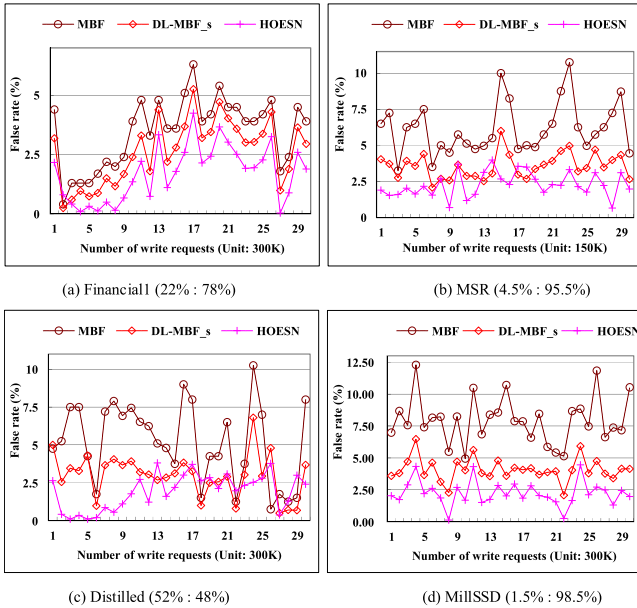 MBF DL-MBF_s HOESN
False rate (%)
5
2.5
0
1 5 9 13 17 21 25 29
Number of write requests (Unit: 300K)
(a) Financial1 (22% : 78%)
MBF DL-MBF_s HOESN
False rate (%)
10
7.5
5
2.5
0
1 5 9 13 17 21 25 29
Number of write requests (Unit: 150K)
(b) MSR (4.5% : 95.5%)
MBF DL-MBF_s HOESN
False rate (%)
10
7.5
5
2.5
0
1 5 9 13 17 21 25 29
Number of write requests (Unit: 300K)
(c) Distilled (52% : 48%)
MBF DL-MBF_s HOESN
False rate (%)
12.50
10.00
7.50
5.00
2.50
0.00
1 5 9 13 17 21 25 29
Number of write requests (Unit: 300K)
(d) MillSSD (1.5% : 98.5%)